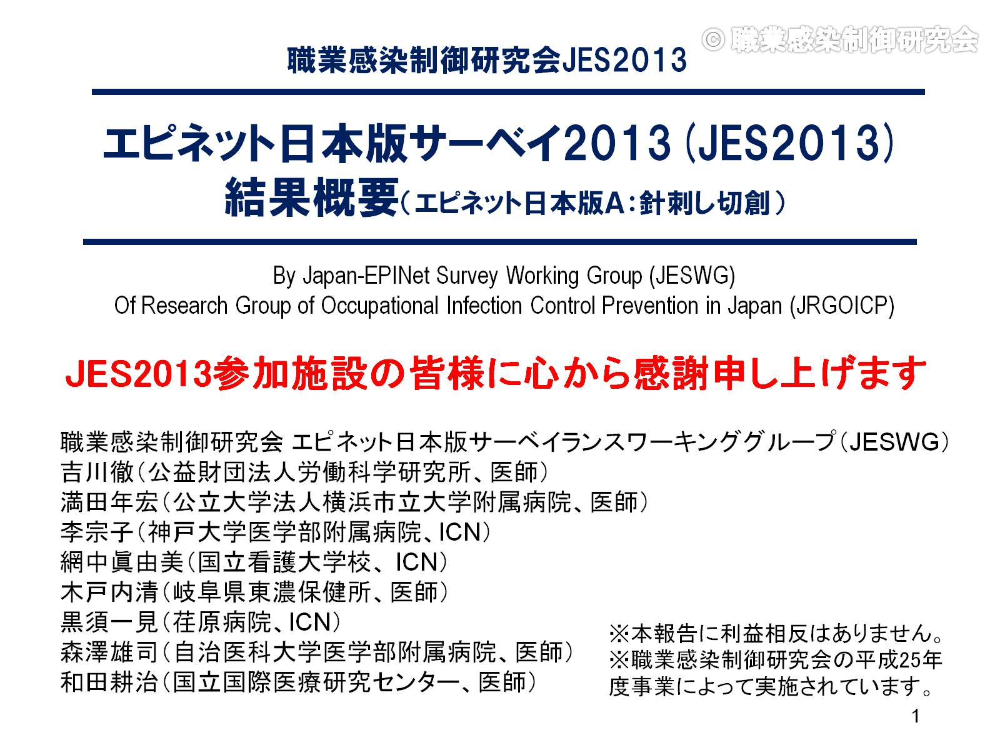 © 職業感染制御研究会
職業感染制御研究会JES2013
エピネット日本版サーベイ2013(JES2013)
結果概要(エピネット日本版A:針刺し切創)
By Japan-EPINet Survey Working Group (JESWG)
Of Research Group of Occupational Infection Control Prevention in Japan (JRGOICP)
JES2013参加施設の皆様に心から感謝申し上げます
職業感染制御研究会 エピネット日本版サーベイランスワーキンググループ(JESWG)
吉川徹(公益財団法人労働科学研究所、医師)
満田年宏(公立大学法人横浜市立大学附属病院、医師)
李宗子(神戸大学医学部附属病院、ICN)
網中眞由美(国立看護大学校、ICN)
木戸内清(岐阜県東濃保健所、医師)
黒須一見(荏原病院、ICN)
森澤雄司(自治医科大学医学部附属病院、医師)
和田耕治(国立国際医療研究センター、医師)
※本報告に利益相反はありません。
※職業感染制御研究会の平成25年
度事業によって実施されています。
1